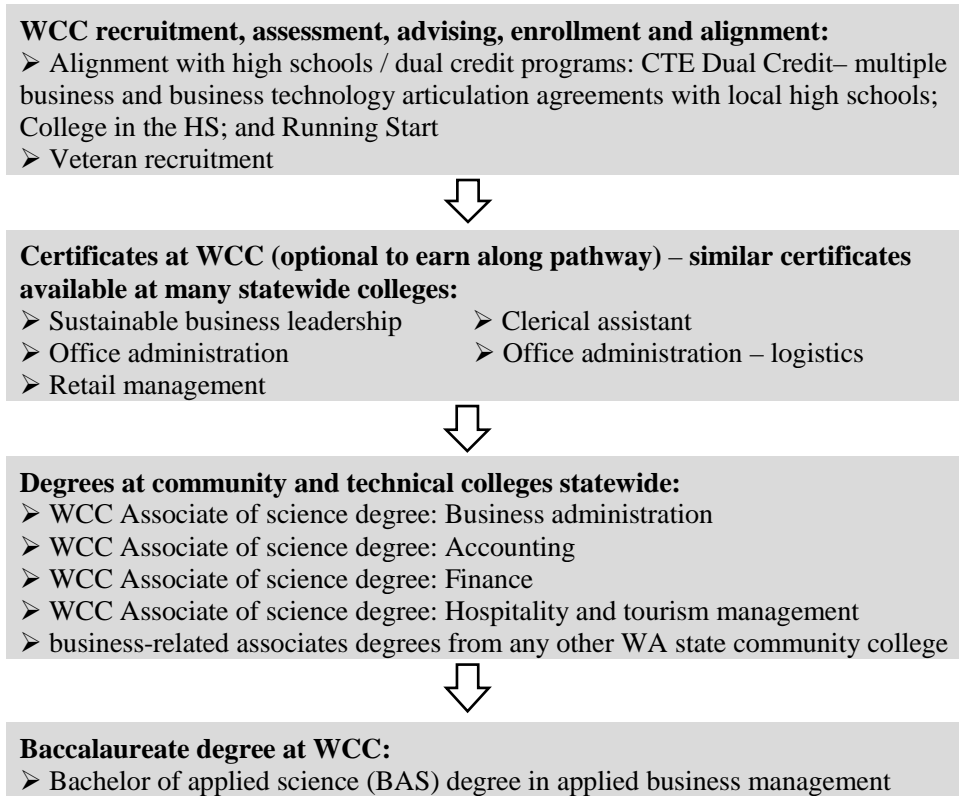 WCC recruitment, assessment, advising, enrollment and alignment:
➢ Alignment with high schools / dual credit programs: CTE Dual Credit– multiple
business and business technology articulation agreements with local high schools;
College in the HS; and Running Start
➢ Veteran recruitment
Certificates at WCC (optional to earn along pathway) – similar certificates
available at many statewide colleges:
➢ Sustainable business leadership ➢ Clerical assistant
➢ Office administration ➢ Office administration – logistics
➢ Retail management
Degrees at community and technical colleges statewide:
➢ WCC Associate of science degree: Business administration
➢ WCC Associate of science degree: Accounting
➢ WCC Associate of science degree: Finance
➢ WCC Associate of science degree: Hospitality and tourism management
➢ business-related associates degrees from any other WA state community college
Baccalaureate degree at WCC:
➢ Bachelor of applied science (BAS) degree in applied business management